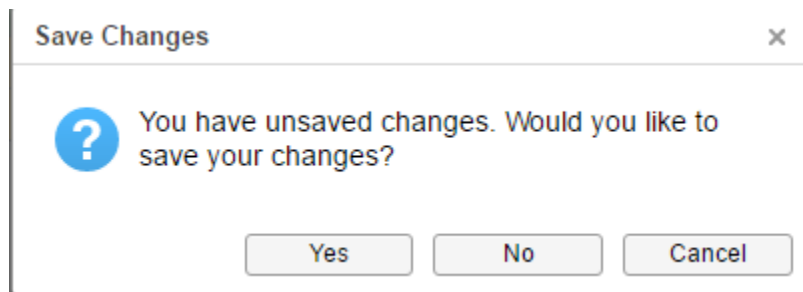 Save Changes
?
You have unsaved changes. Would you like to
save your changes?
Yes No Cancel